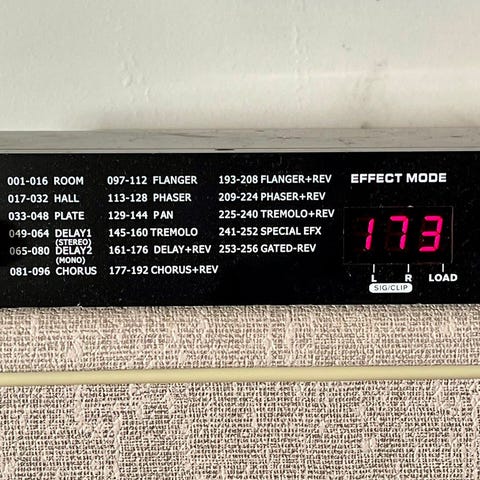 001-016 ROOM
017-032 HALL
033-048 PLATE
049-064 DELAY1
(STEREO)
065-080 DELAY2
(MONO)
081-096 CHORUS
097-112 FLANGER
113-128 PHASER
129-144 PAN
145-160 TREMOLO
161-176 DELAY+REV
177-192 CHORUS+REV
193-208 FLANGER+REV
209-224 PHASER+REV
225-240 TREMOLO+REV
241-252 SPECIAL EFX
253-256 GATED-REV
EFFECT MODE
173
L R LOAD
SIG/CLIP